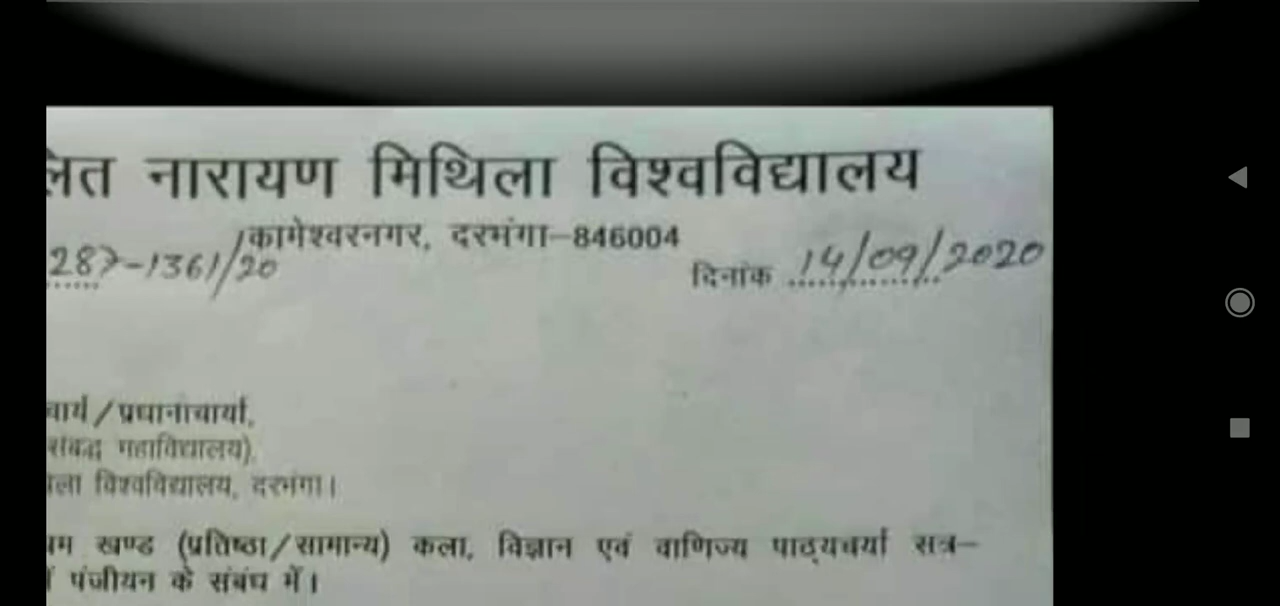 लित नारायण मिथिला विश्वविद्यालय
कामेश्वरनगर, दरभंगा–846004
287-1361/20
दिनांक 14/09/2020
चार्य/प्रधानाचार्या,
संबद्ध महाविद्यालय),
विश्वविद्यालय, दरभंगा।
खण्ड (प्रतिष्ठा/सामान्य) कला, विज्ञान एवं वाणिज्य पाठ्यचर्या सत्र–
पंजीयन के संबंध में।